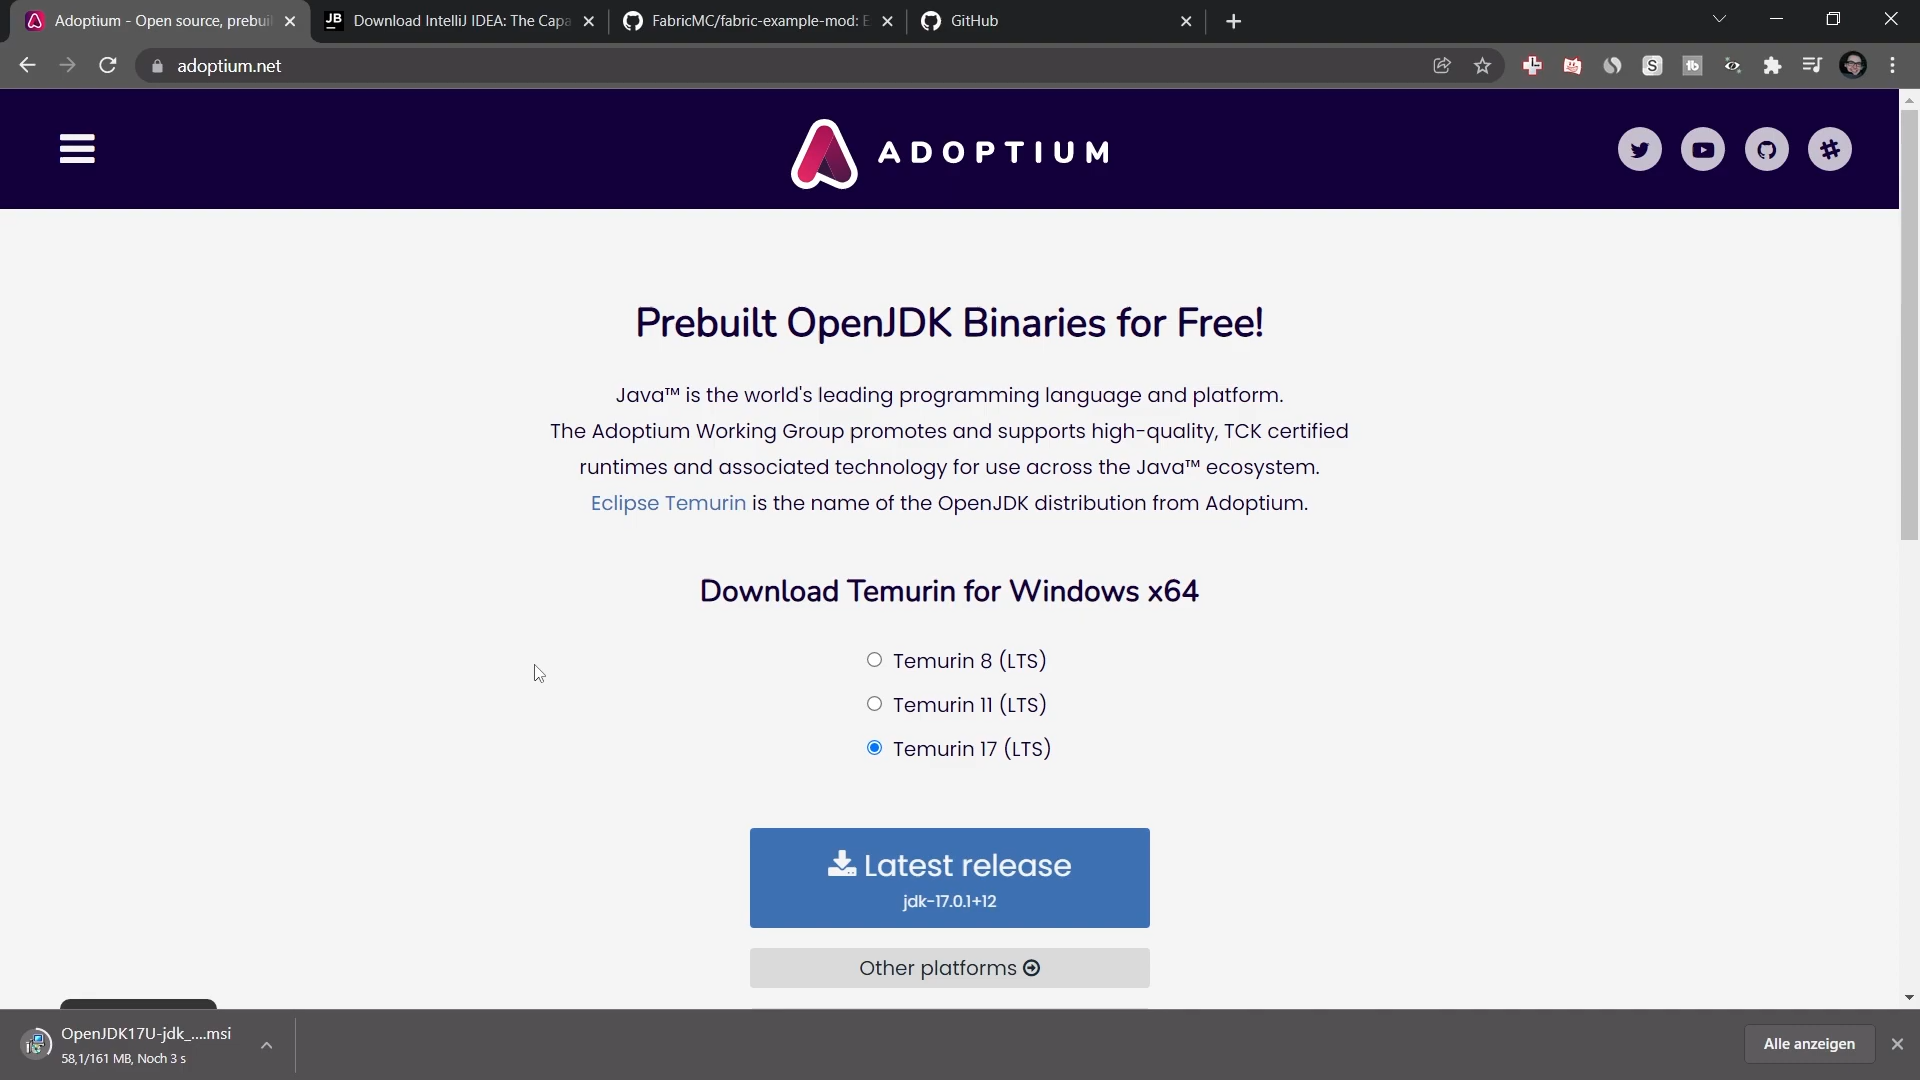 Adoptium - Open source, prebuil
JB Download IntelliJ IDEA: The Capa
FabricMC/fabric-example-mod: E
GitHub
adoptium.net
S
tb
ADOPTIUM
Prebuilt OpenJDK Binaries for Free!
Java™ is the world's leading programming language and platform.
The Adoptium Working Group promotes and supports high-quality, TCK certified
runtimes and associated technology for use across the Java™ ecosystem.
Eclipse Temurin is the name of the OpenJDK distribution from Adoptium.
Download Temurin for Windows x64
Temurin 8 (LTS)
Temurin 11 (LTS)
Temurin 17 (LTS)
Latest release
jdk-17.0.1+12
Other platforms
OpenJDK17U-jdk_....msi
58,1/161 MB, Noch 3 s
Alle anzeigen